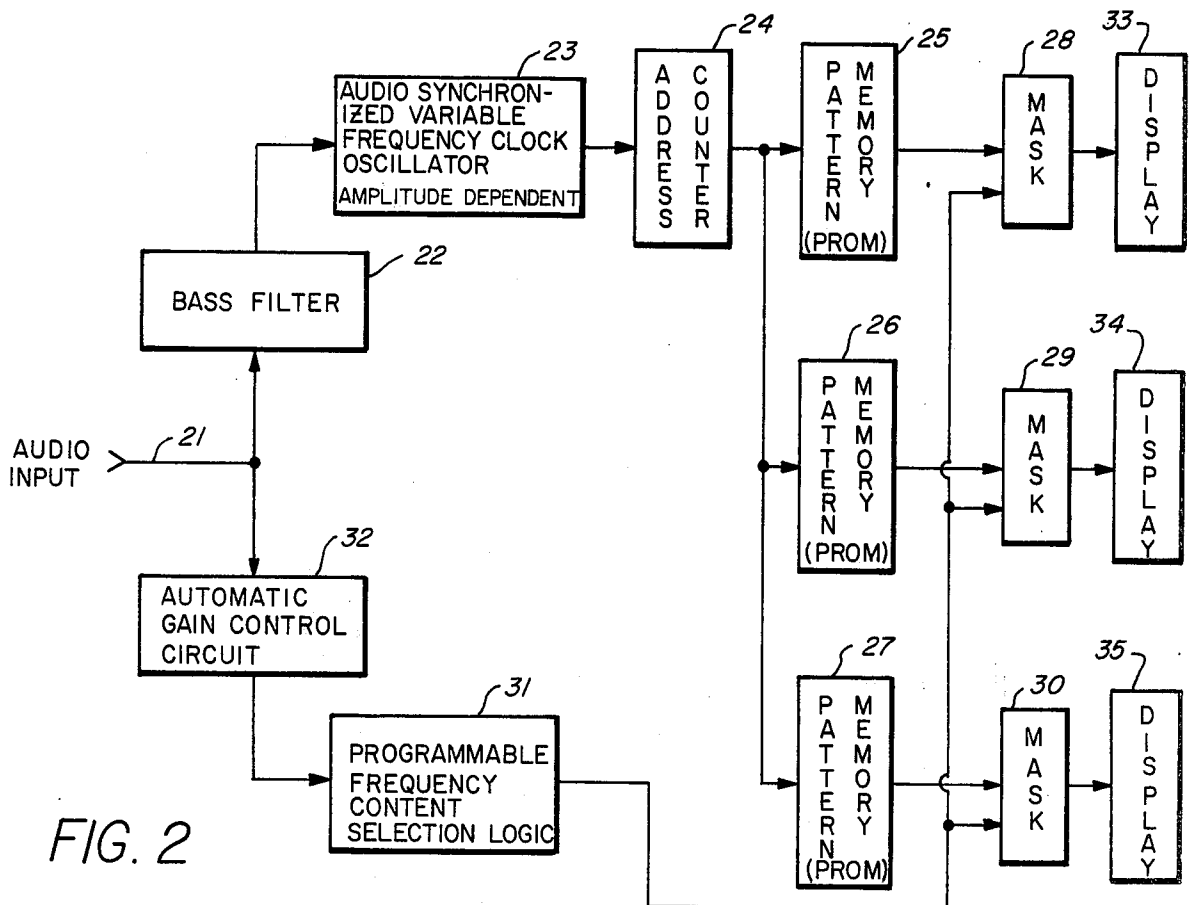 23
AUDIO SYNCHRON-
IZED VARIABLE
FREQUENCY CLOCK
OSCILLATOR
AMPLITUDE DEPENDENT
24
ADDRESS
COUNTER
25
PATTERN
MEMORY
(PROM)
28
MASK
33
DISPLAY
22
BASS FILTER
26
PATTERN
MEMORY
(PROM)
29
MASK
34
DISPLAY
AUDIO
INPUT
21
32
AUTOMATIC
GAIN CONTROL
CIRCUIT
27
PATTERN
MEMORY
(PROM)
30
MASK
35
DISPLAY
31
PROGRAMMABLE
FREQUENCY
CONTENT
SELECTION LOGIC
FIG. 2